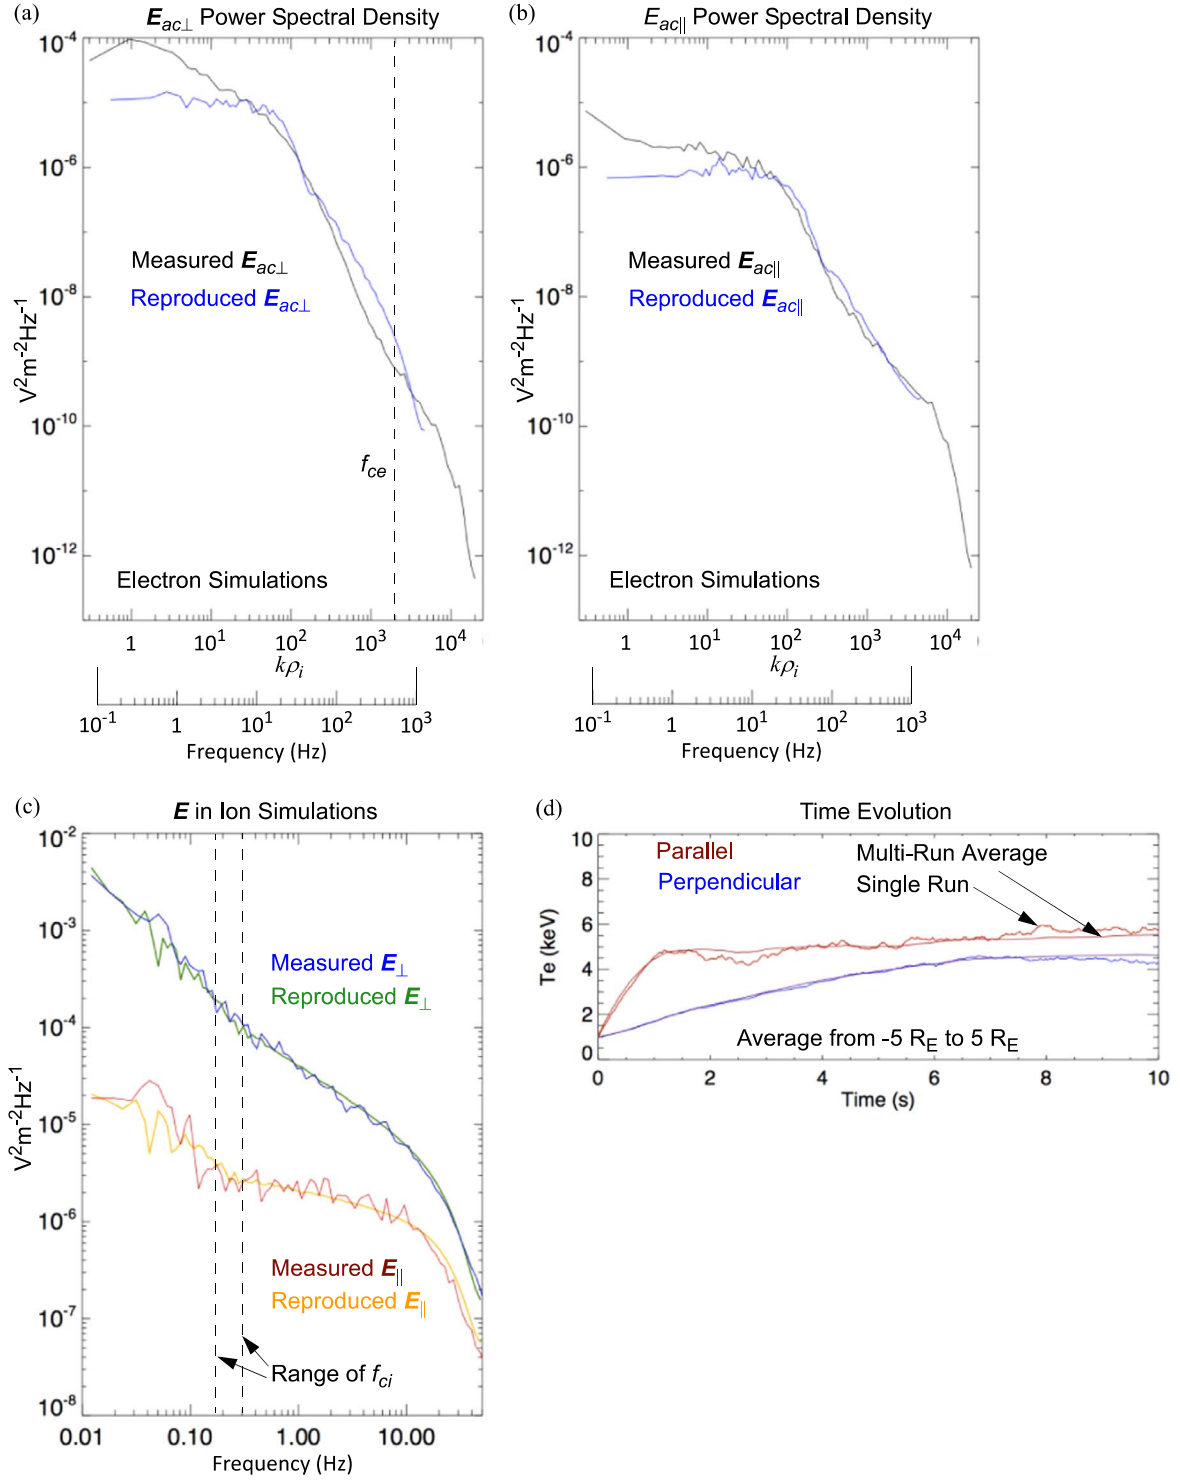 (a) E_ac⊥ Power Spectral Density
10^-4
10^-6
10^-8
10^-10
10^-12
V^2m^-2Hz^-1
Measured E_ac⊥
Reproduced E_ac⊥
f_ce
Electron Simulations
1 10^1 10^2 10^3 10^4
kρ_i
10^-1 1 10^1 10^2 10^3
Frequency (Hz)
(b) E_ac|| Power Spectral Density
10^-4
10^-6
10^-8
10^-10
10^-12
V^2m^-2Hz^-1
Measured E_ac||
Reproduced E_ac||
Electron Simulations
1 10^1 10^2 10^3 10^4
kρ_i
10^-1 1 10^1 10^2 10^3
Frequency (Hz)
(c) E in Ion Simulations
10^-2
10^-3
10^-4
10^-5
10^-6
10^-7
10^-8
V^2m^-2Hz^-1
Measured E_⊥
Reproduced E_⊥
Measured E_||
Reproduced E_||
Range of f_ci
0.01 0.10 1.00 10.00
Frequency (Hz)
(d) Time Evolution
10
8
6
4
2
0
Te (keV)
Parallel
Perpendicular
Multi-Run Average
Single Run
Average from -5 R_E to 5 R_E
0 2 4 6 8 10
Time (s)